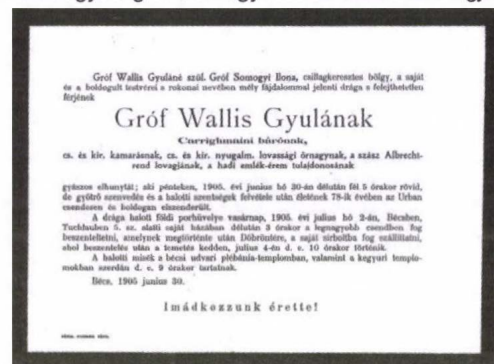 Gróf Wallis Gyuláné szül. Gróf Somogyi Ilona, csillagkeresztes hölgy, a saját
és a boldogult testvérei s rokonai nevében mély fájdalommal jelenti drága s felejthetetlen
férjének
Gróf Wallis Gyulának
Carrighmaini bárónak,
cs. és kir. kamarásnak, cs. és kir. nyugalm. lovassági őrnagynak, a szász Albrecht-
rend lovagjának, a hadi emlék-érem tulajdonosának
gyászos elhunytát; aki pénteken, 1905. évi junius hó 30-án délután fél 5 órakor rövid,
de gyötrő szenvedés és a halotti szentségek felvétele után életének 78-ik évében az Urban
csendesen és boldogan elszenderült.
A drága halott földi porhüvelye vasárnap, 1905. évi julius hó 2-án, Bécsben,
Tuchlauben 5. sz. alatti saját házában délután 3 órakor a legnagyobb csendben fog
beszenteltetni, amelynek megtörténte után Döbröntére, a saját sirboltba fog szállittatni,
ahol beszentelés után a temetés kedden, julius 4-én d. e. 10 órakor történik.
A halotti misék a bécsi udvari plébánia-templomban, valamint a kegyuri templo-
mokban szerdán d. e. 9 órakor tartatnak.
Bécs, 1905 junius 30.
Imádkozzunk érette!